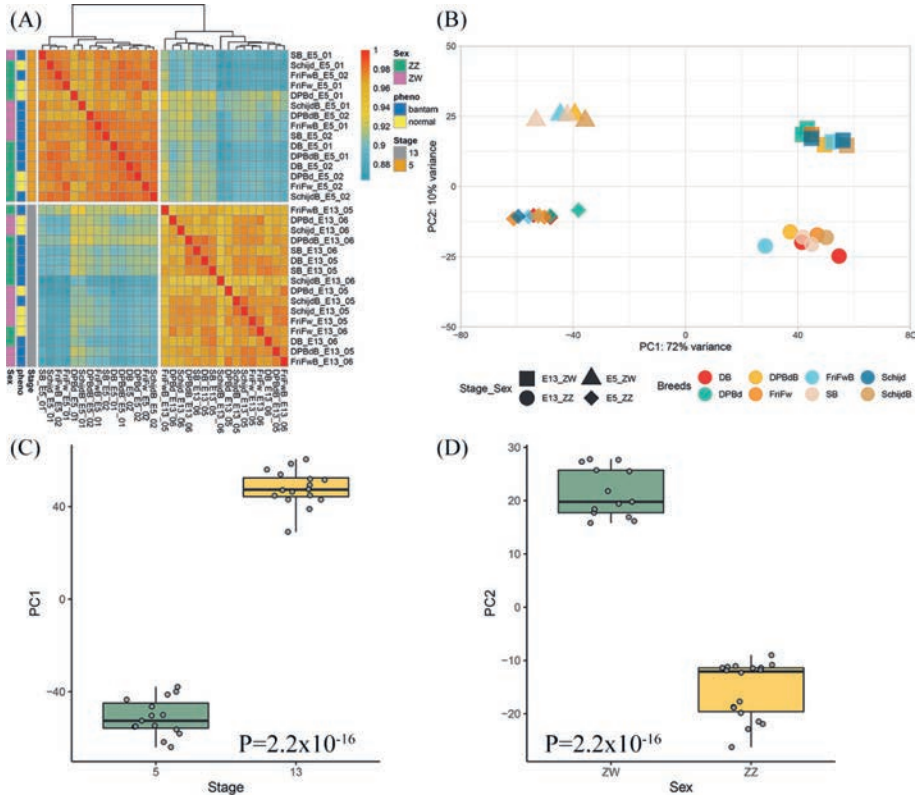 (A)
1
0.98
0.96
0.94
0.92
0.9
0.88
Sex
ZZ
ZW
pheno
bantam
normal
Stage
13
5
SB_E5_01
Schijd_E5_01
FriFwB_E5_02
FriFw_E5_01
DPBd_E5_01
SchijdB_E5_01
DPBdB_E5_02
FriFwB_E5_01
SB_E5_02
DB_E5_01
DPBdB_E5_01
DB_E5_02
DPBd_E5_02
FriFw_E5_02
SchijdB_E5_02
FriFwB_E13_05
DPBd_E13_06
Schijd_E13_06
DPBdB_E13_06
SB_E13_06
DB_E13_05
SB_E13_05
SchijdB_E13_06
DPBd_E13_05
SchijdB_E13_05
Schijd_E13_05
FriFw_E13_05
FriFw_E13_06
DB_E13_06
DPBdB_E13_05
FriFwB_E13_06
Sex
pheno
Stage
(B)
50
25
0
−25
−50
PC2: 10% variance
−80
−40
0
40
80
PC1: 72% variance
Stage_Sex
E13_ZW
E5_ZW
E13_ZZ
E5_ZZ
Breeds
DB
DPBdB
FriFwB
Schijd
DPBd
FriFw
SB
SchijdB
(C)
40
0
−40
PC1
P=2.2x10⁻¹⁶
5
13
Stage
(D)
30
20
10
0
−10
−20
PC2
P=2.2x10⁻¹⁶
ZW
ZZ
Sex